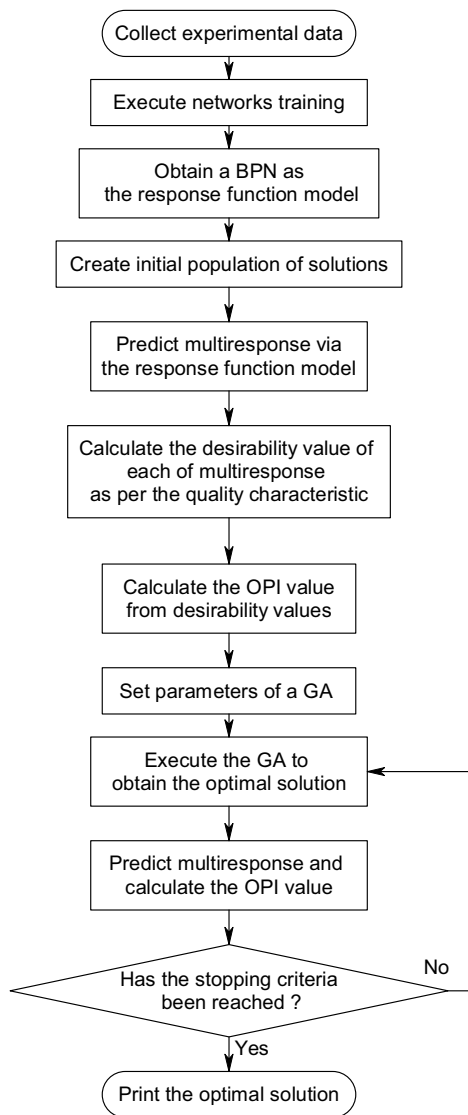 Collect experimental data
Execute networks training
Obtain a BPN as
the response function model
Create initial population of solutions
Predict multiresponse via
the response function model
Calculate the desirability value of
each of multiresponse
as per the quality characteristic
Calculate the OPI value
from desirability values
Set parameters of a GA
Execute the GA to
obtain the optimal solution
Predict multiresponse and
calculate the OPI value
Has the stopping criteria
been reached ?
No
Yes
Print the optimal solution